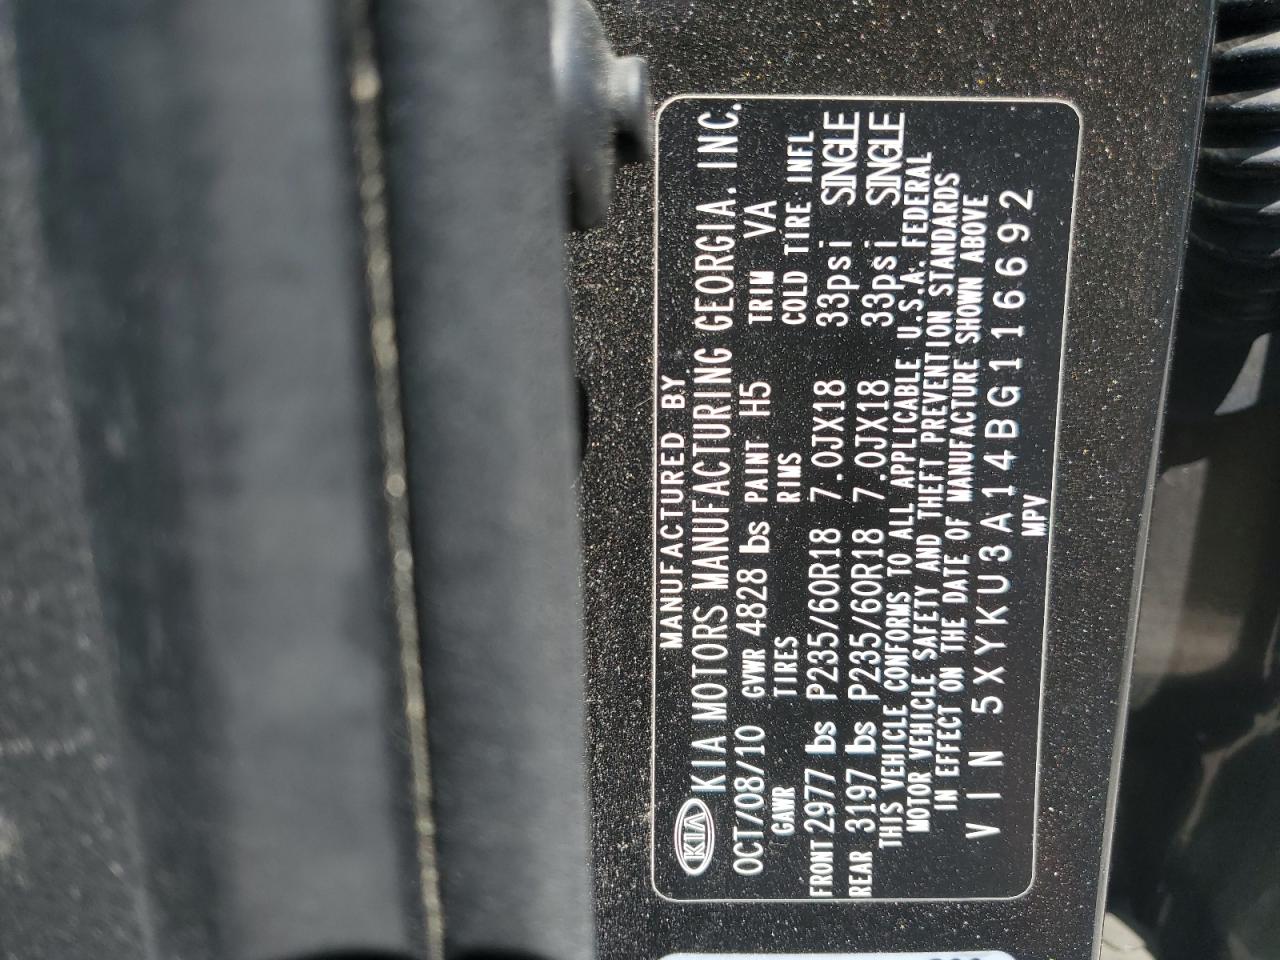 MANUFACTURED BY
KIA KIA MOTORS MANUFACTURING GEORGIA. INC.
OCT/08/10 GVWR 4828 lbs PAINT H5 TRIM VA
GAWR TIRES RIMS COLD TIRE INFL
FRONT 2977 lbs P235/60R18 7.0JX18 33psi SINGLE
REAR 3197 lbs P235/60R18 7.0JX18 33psi SINGLE
THIS VEHICLE CONFORMS TO ALL APPLICABLE U.S.A. FEDERAL
MOTOR VEHICLE SAFETY AND THEFT PREVENTION STANDARDS
IN EFFECT ON THE DATE OF MANUFACTURE SHOWN ABOVE
VIN 5XYKU3A14BG116692
MPV